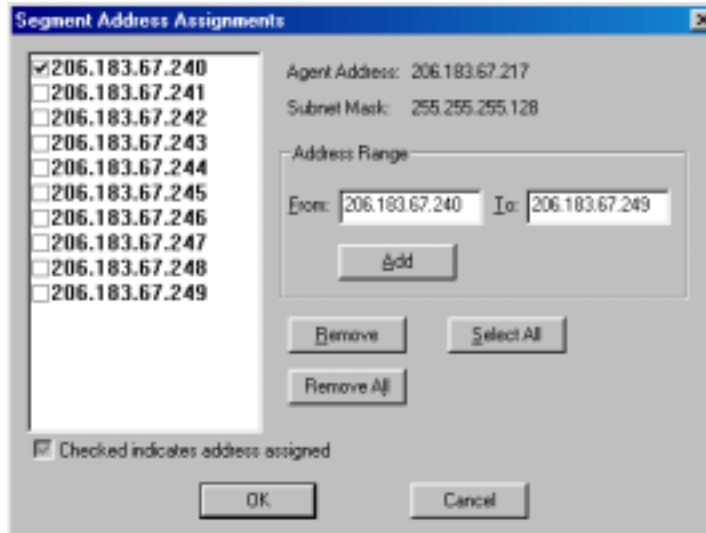 Segment Address Assignments
206.183.67.240
206.183.67.241
206.183.67.242
206.183.67.243
206.183.67.244
206.183.67.245
206.183.67.246
206.183.67.247
206.183.67.248
206.183.67.249
Agent Address: 206.183.67.217
Subnet Mask: 255.255.255.128
Address Range
From: 206.183.67.240 To: 206.183.67.249
Add
Remove Select All
Remove All
Checked indicates address assigned
OK Cancel